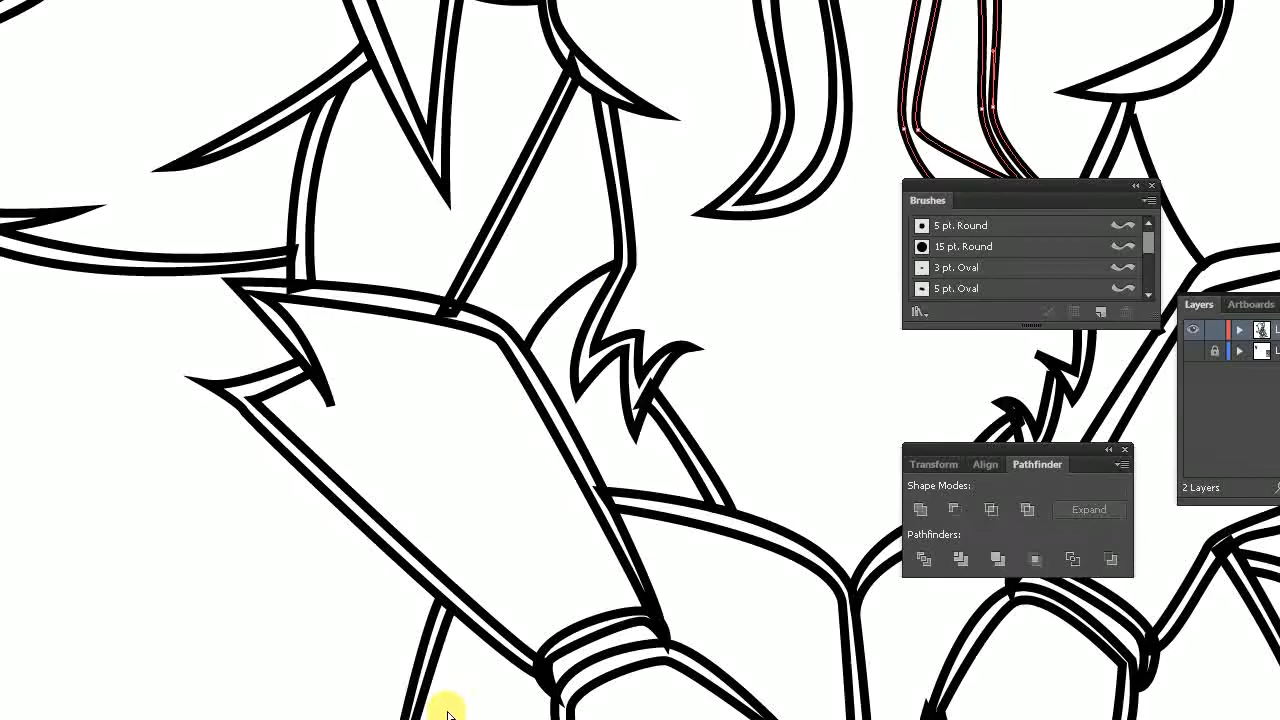 Brushes
5 pt. Round
15 pt. Round
3 pt. Oval
5 pt. Oval
Layers Artboards
L
L
2 Layers
Transform Align Pathfinder
Shape Modes:
Expand
Pathfinders: